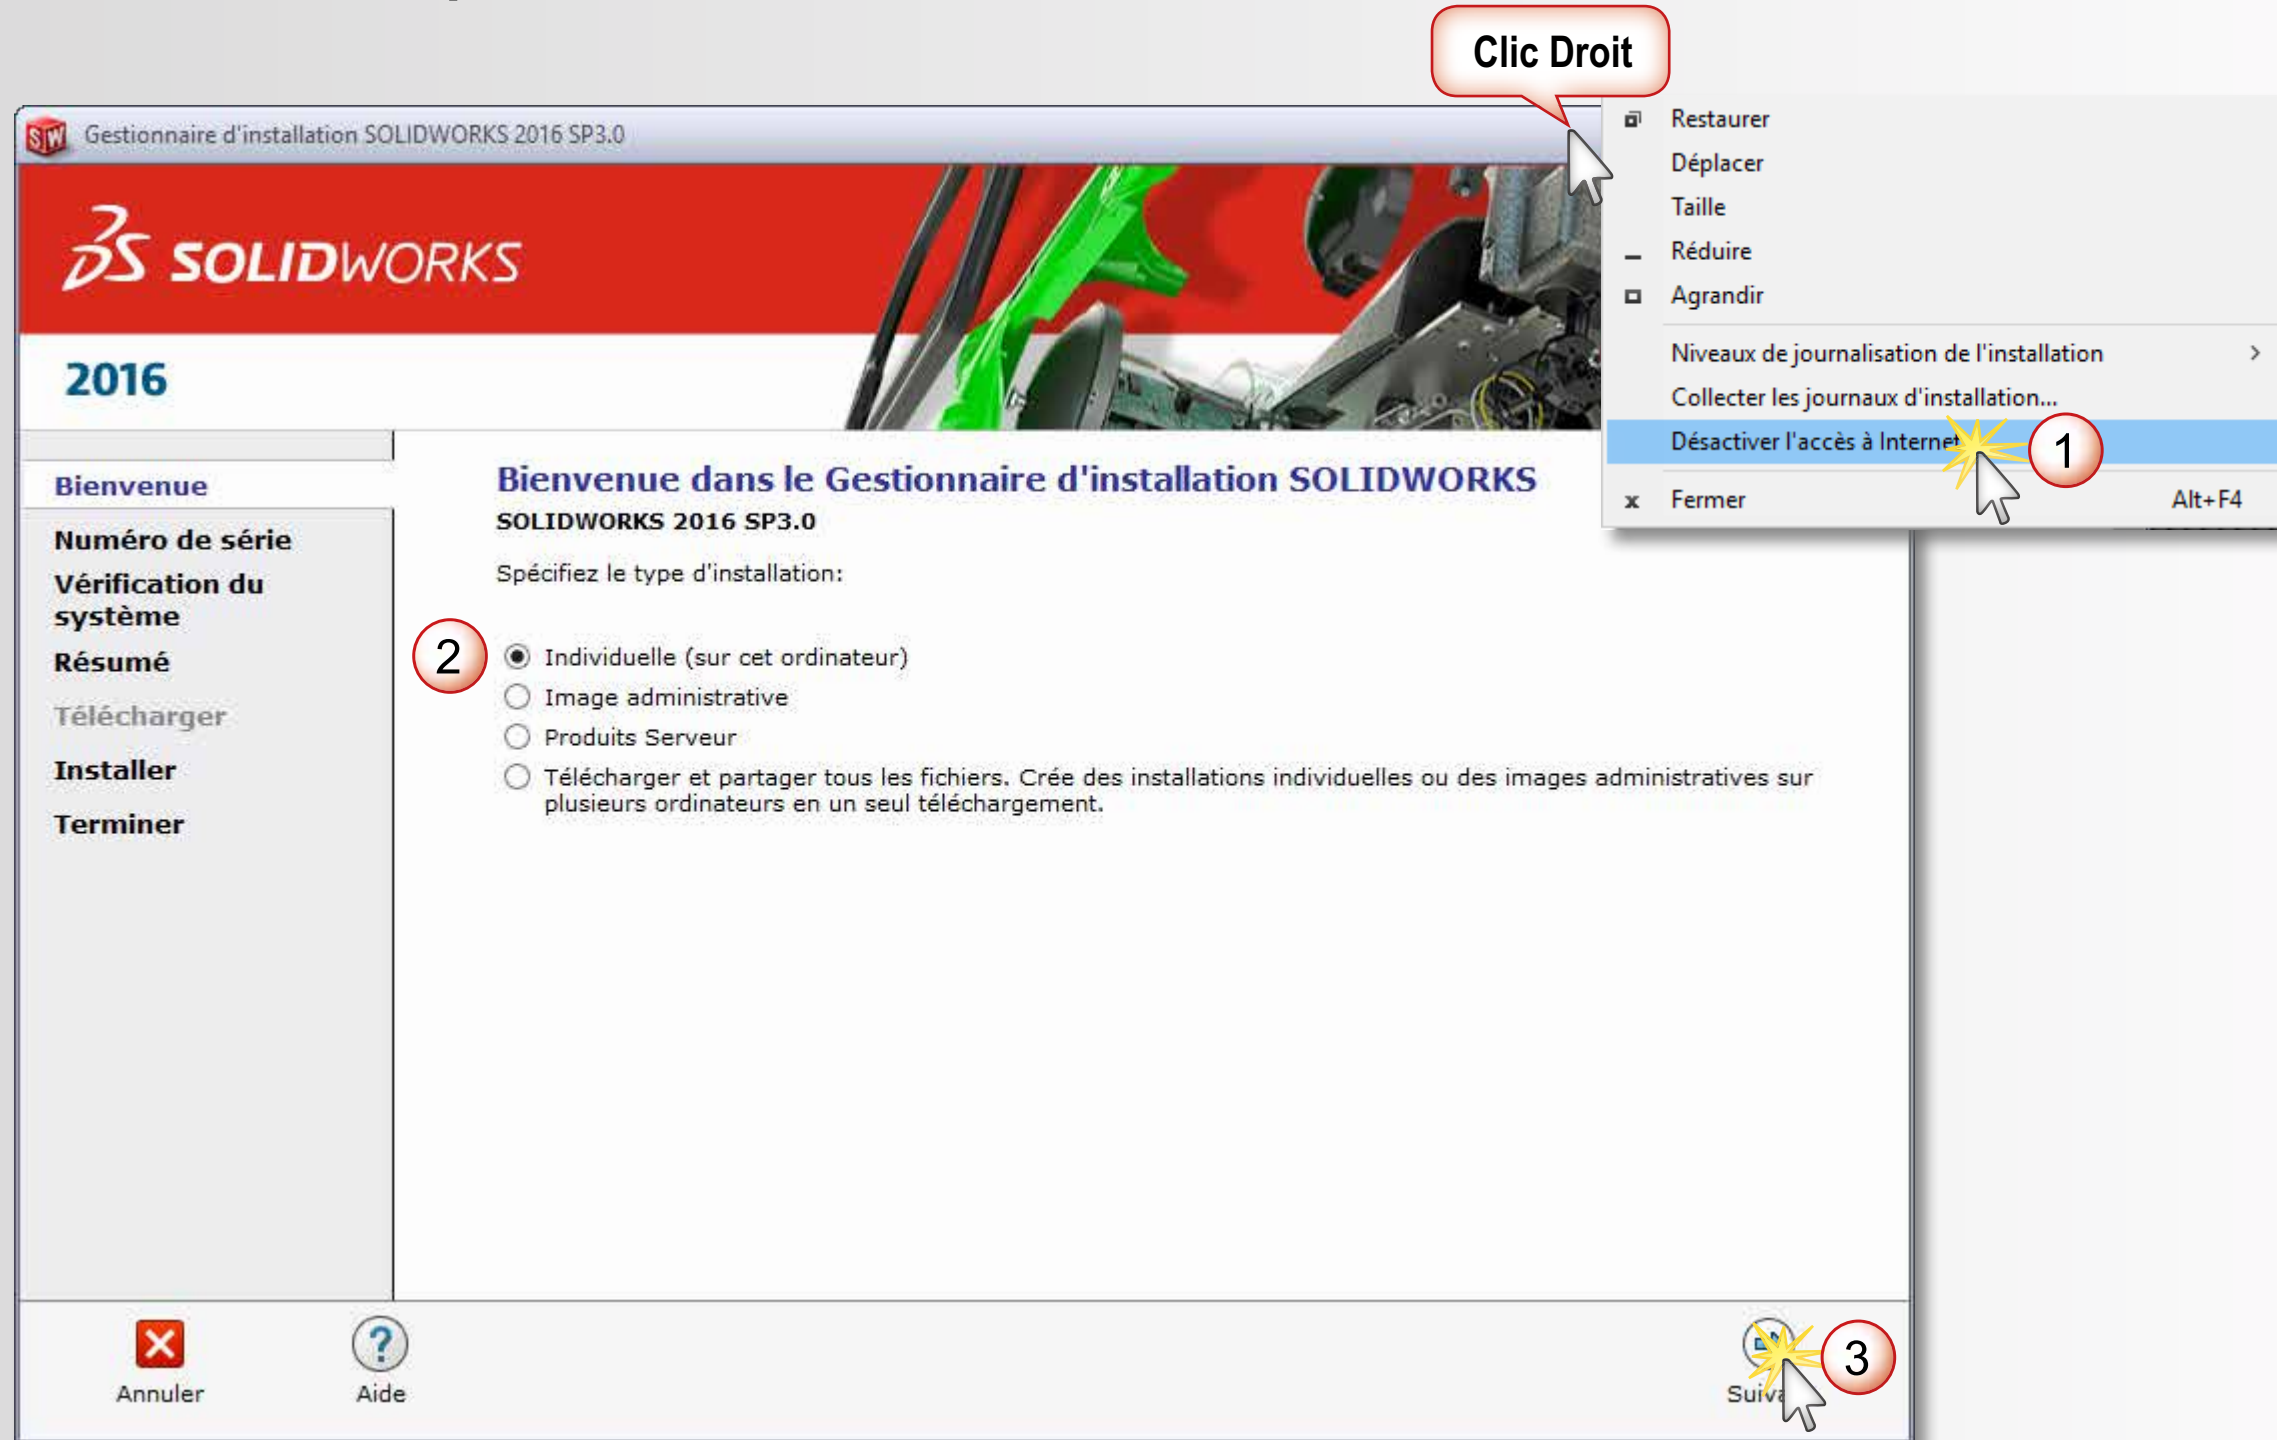 Clic Droit
Gestionnaire d'installation SOLIDWORKS 2016 SP3.0
Restaurer
Déplacer
Taille
Réduire
Agrandir
Niveaux de journalisation de l'installation
Collecter les journaux d'installation...
Désactiver l'accès à Internet
1
Fermer Alt+F4
SOLIDWORKS
2016
Bienvenue
Numéro de série
Vérification du
système
Résumé
Télécharger
Installer
Terminer
Bienvenue dans le Gestionnaire d'installation SOLIDWORKS
SOLIDWORKS 2016 SP3.0
Spécifiez le type d'installation:
2
Individuelle (sur cet ordinateur)
Image administrative
Produits Serveur
Télécharger et partager tous les fichiers. Crée des installations individuelles ou des images administratives sur
plusieurs ordinateurs en un seul téléchargement.
Annuler
Aide
3